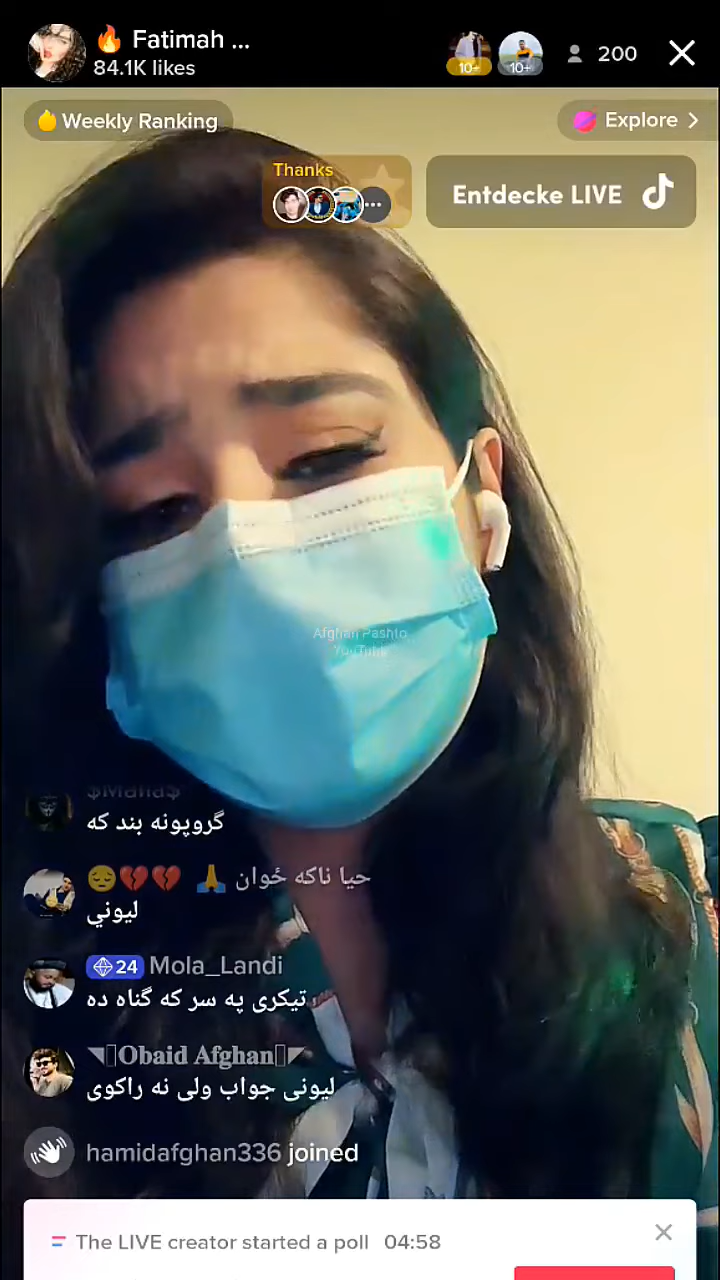 🔥 Fatimah ...
84.1K likes
10+
10+
200
Weekly Ranking
Explore
Thanks
Entdecke LIVE
Afghan Pashto
YouTube
$Maha$
گروپونه بند که
😔💔💔 🙏 حیا ناکه ځوان
لیوني
24 Mola_Landi
تیکری په سر که گناه ده
Obaid Afghan
لیونی جواب ولی نه راکوی
hamidafghan336 joined
The LIVE creator started a poll 04:58